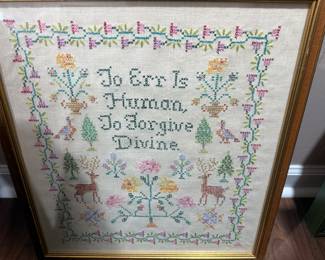 To Err Is
Human,
To Forgive
Divine.